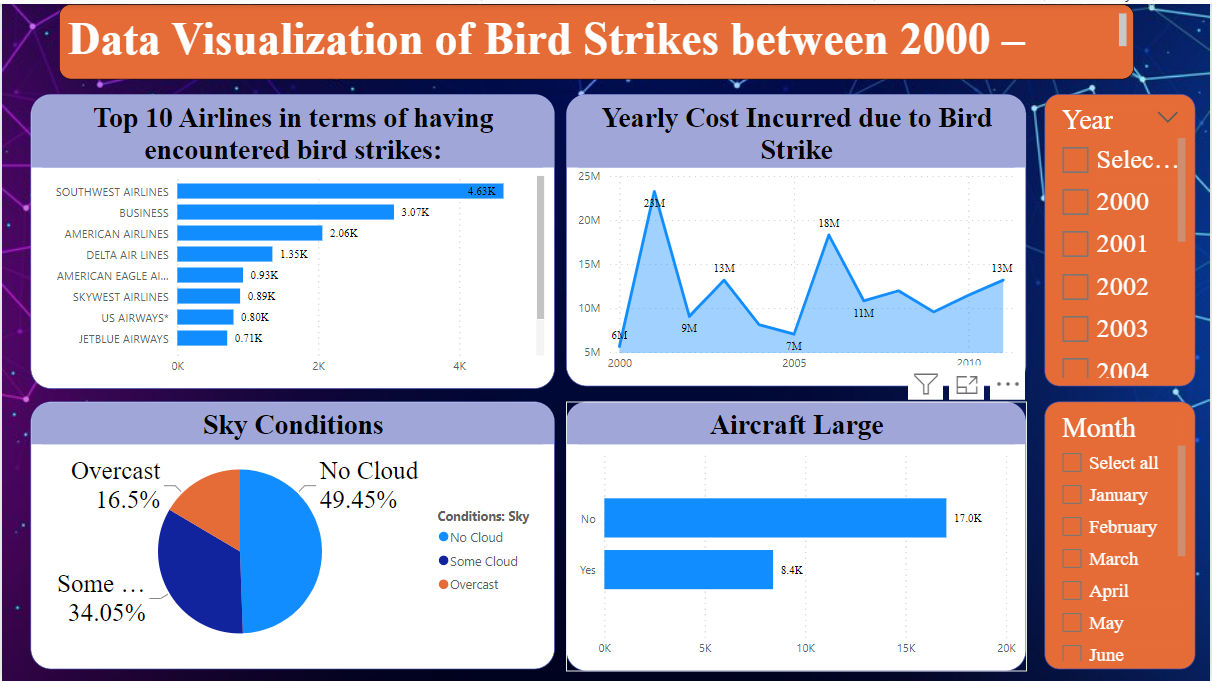 Data Visualization of Bird Strikes between 2000 –
Top 10 Airlines in terms of having
encountered bird strikes:
SOUTHWEST AIRLINES 4.63K
BUSINESS 3.07K
AMERICAN AIRLINES 2.06K
DELTA AIR LINES 1.35K
AMERICAN EAGLE AI... 0.93K
SKYWEST AIRLINES 0.89K
US AIRWAYS* 0.80K
JETBLUE AIRWAYS 0.71K
0K 2K 4K
Yearly Cost Incurred due to Bird
Strike
25M
20M
15M
10M
5M
6M 23M 9M 13M 7M 18M 11M 13M
2000 2005 2010
Year
Selec...
2000
2001
2002
2003
2004
Sky Conditions
Overcast
16.5%
No Cloud
49.45%
Some ...
34.05%
Conditions: Sky
No Cloud
Some Cloud
Overcast
Aircraft Large
No 17.0K
Yes 8.4K
0K 5K 10K 15K 20K
Month
Select all
January
February
March
April
May
June